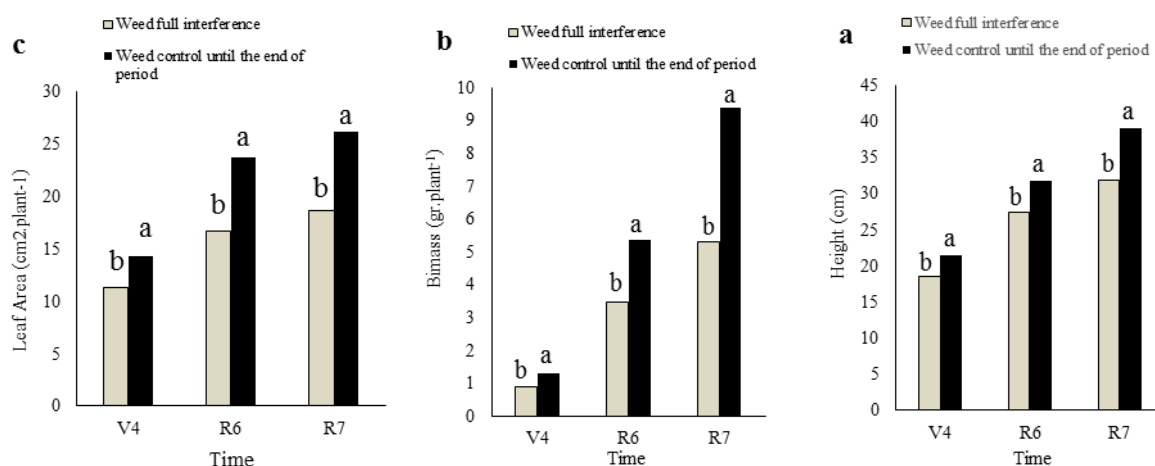 c
Weed full interference
Weed control until the end of
period
Leaf Area (cm2.plant-1)
30
25
20
15
10
5
0
b
a
b
a
b
a
V4
R6
R7
Time
b
Weed full interference
Weed control until the end of period
Bimass (gr.plant⁻¹)
10
9
8
7
6
5
4
3
2
1
0
b
a
b
a
b
a
V4
R6
R7
Time
a
Weed full interference
Weed control until the end of period
Height (cm)
45
40
35
30
25
20
15
10
5
0
b
a
b
a
b
a
V4
R6
R7
Time